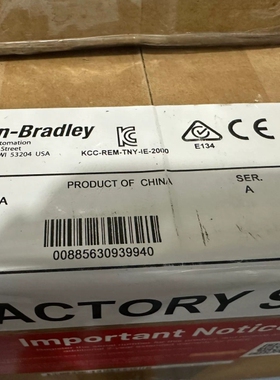 n-Bradley
utomation
Street
WI 53204 USA
KCC-REM-TNY-IE-2000
E134
CE
PRODUCT OF CHINA
SER.
A
A
00885630939940
ACTORY S
Important Notic